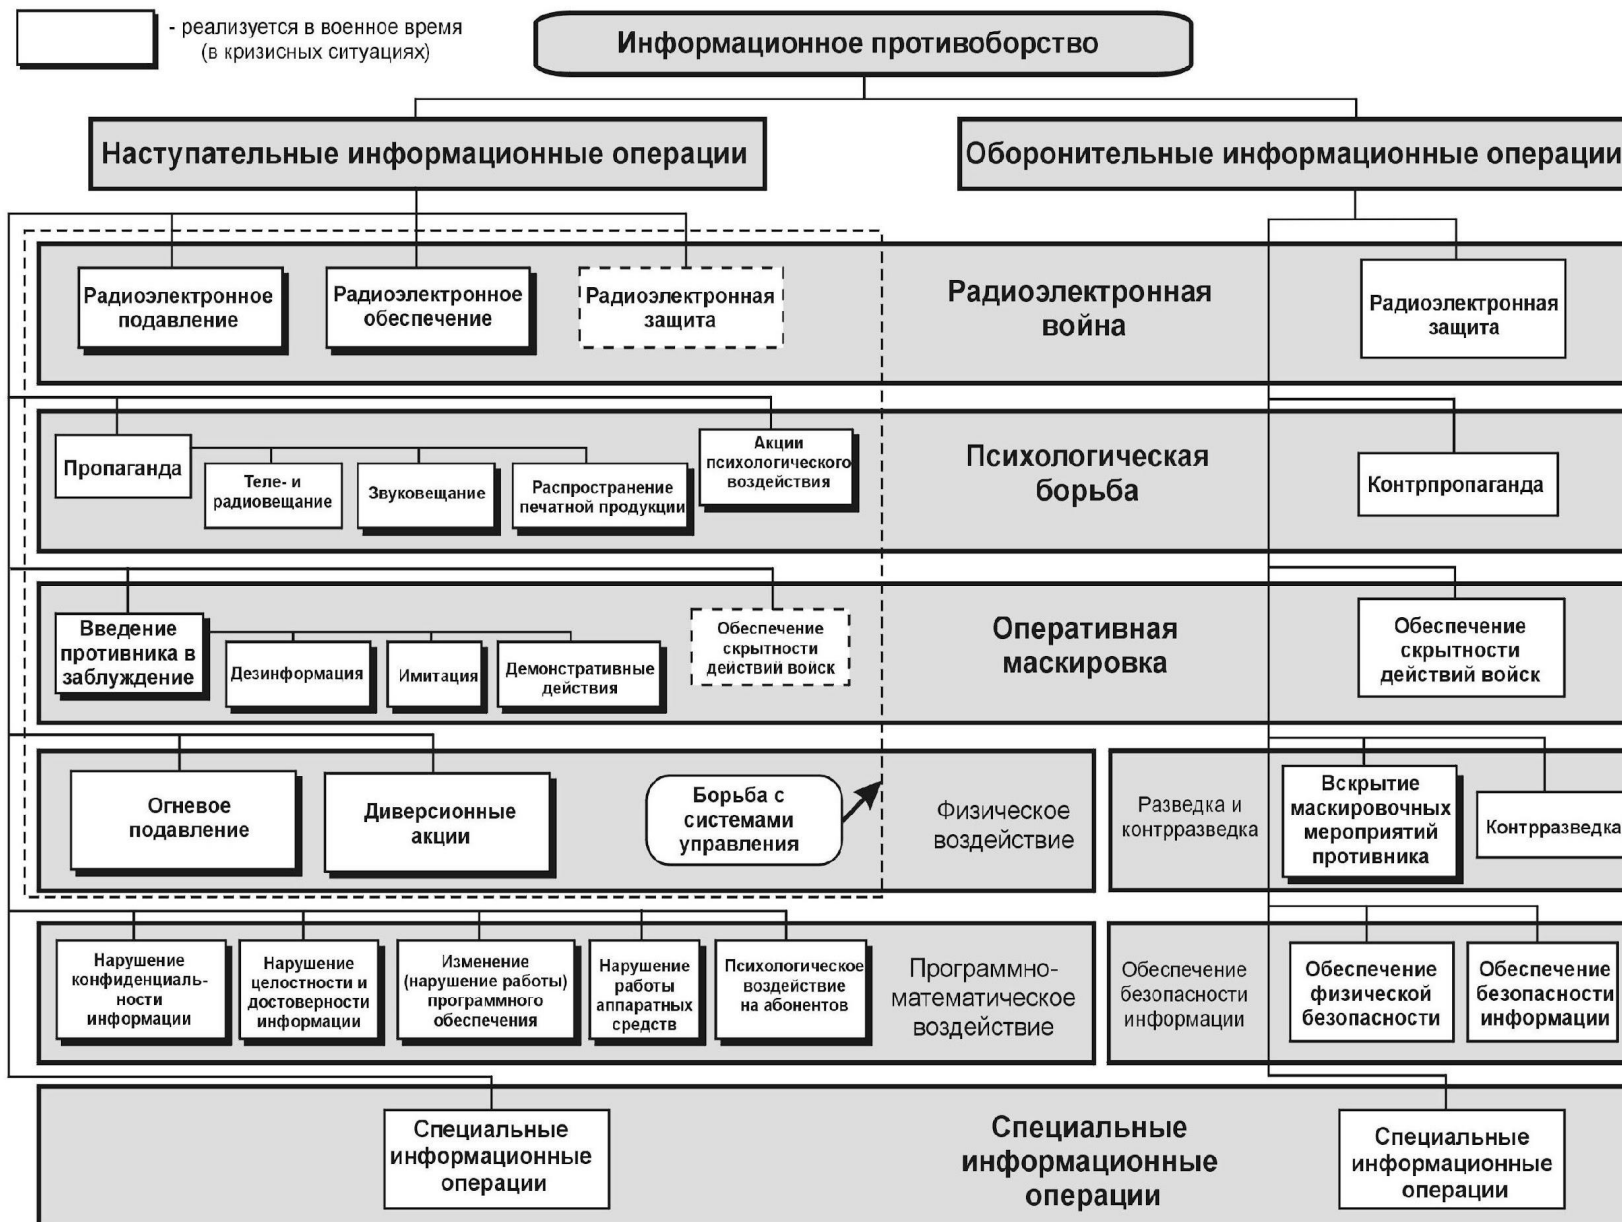 - реализуется в военное время
(в кризисных ситуациях)
Информационное противоборство
Наступательные информационные операции
Оборонительные информационные операции
Радиоэлектронное
подавление
Радиоэлектронное
обеспечение
Радиоэлектронная
защита
Радиоэлектронная
война
Радиоэлектронная
защита
Пропаганда
Теле- и
радиовещание
Звуковещание
Распространение
печатной продукции
Акции
психологического
воздействия
Психологическая
борьба
Контрпропаганда
Введение
противника в
заблуждение
Дезинформация
Имитация
Демонстративные
действия
Обеспечение
скрытности
действий войск
Оперативная
маскировка
Обеспечение
скрытности
действий войск
Огневое
подавление
Диверсионные
акции
Борьба с
системами
управления
Физическое
воздействие
Разведка и
контрразведка
Вскрытие
маскировочных
мероприятий
противника
Контрразведка
Нарушение
конфиденциаль-
ности
информации
Нарушение
целостности и
достоверности
информации
Изменение
(нарушение работы)
программного
обеспечения
Нарушение
работы
аппаратных
средств
Психологическое
воздействие
на абонентов
Программно-
математическое
воздействие
Обеспечение
безопасности
информации
Обеспечение
физической
безопасности
Обеспечение
безопасности
информации
Специальные
информационные
операции
Специальные
информационные
операции
Специальные
информационные
операции